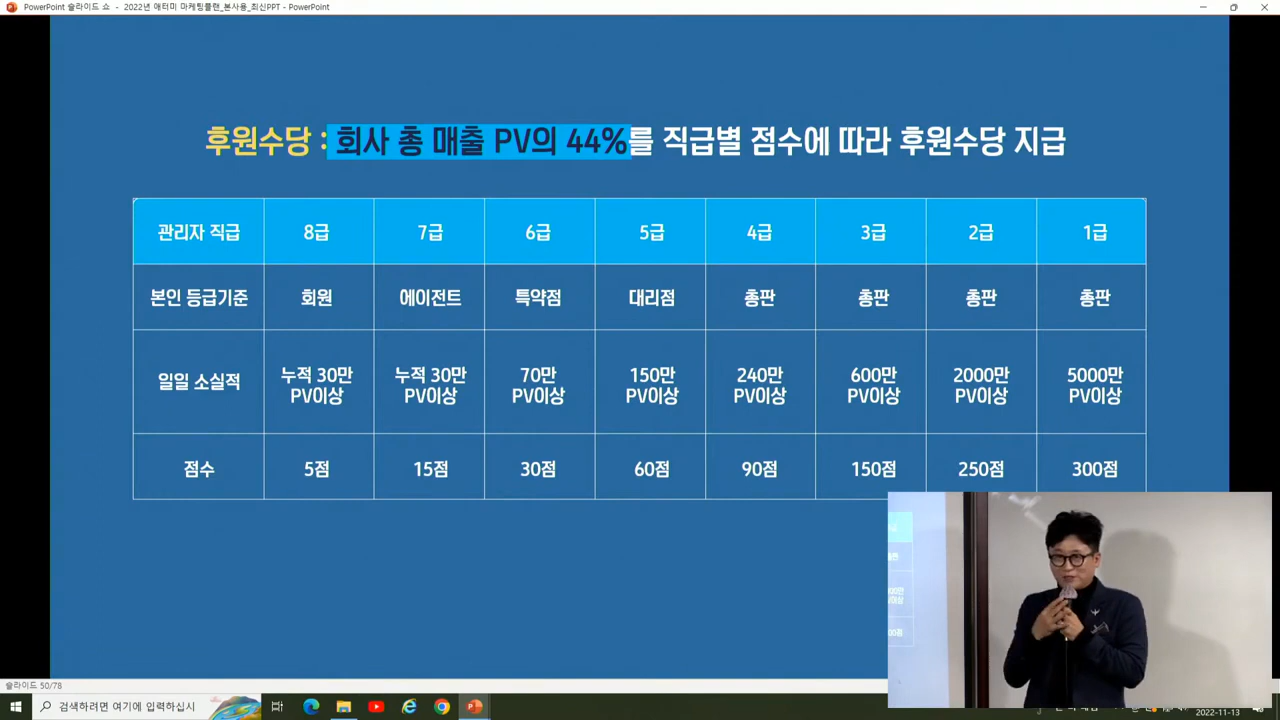 PowerPoint 슬라이드 쇼 - 2022년 애터미 마케팅플랜_본사용_최신PPT - PowerPoint
후원수당 : 회사 총 매출 PV의 44%를 직급별 점수에 따라 후원수당 지급
관리자 직급 8급 7급 6급 5급 4급 3급 2급 1급
본인 등급기준 회원 에이전트 특약점 대리점 총판 총판 총판 총판
일일 소실적 누적 30만 PV이상 누적 30만 PV이상 70만 PV이상 150만 PV이상 240만 PV이상 600만 PV이상 2000만 PV이상 5000만 PV이상
점수 5점 15점 30점 60점 90점 150점 250점 300점
슬라이드 50/78
검색하려면 여기에 입력하십시
2022-11-13